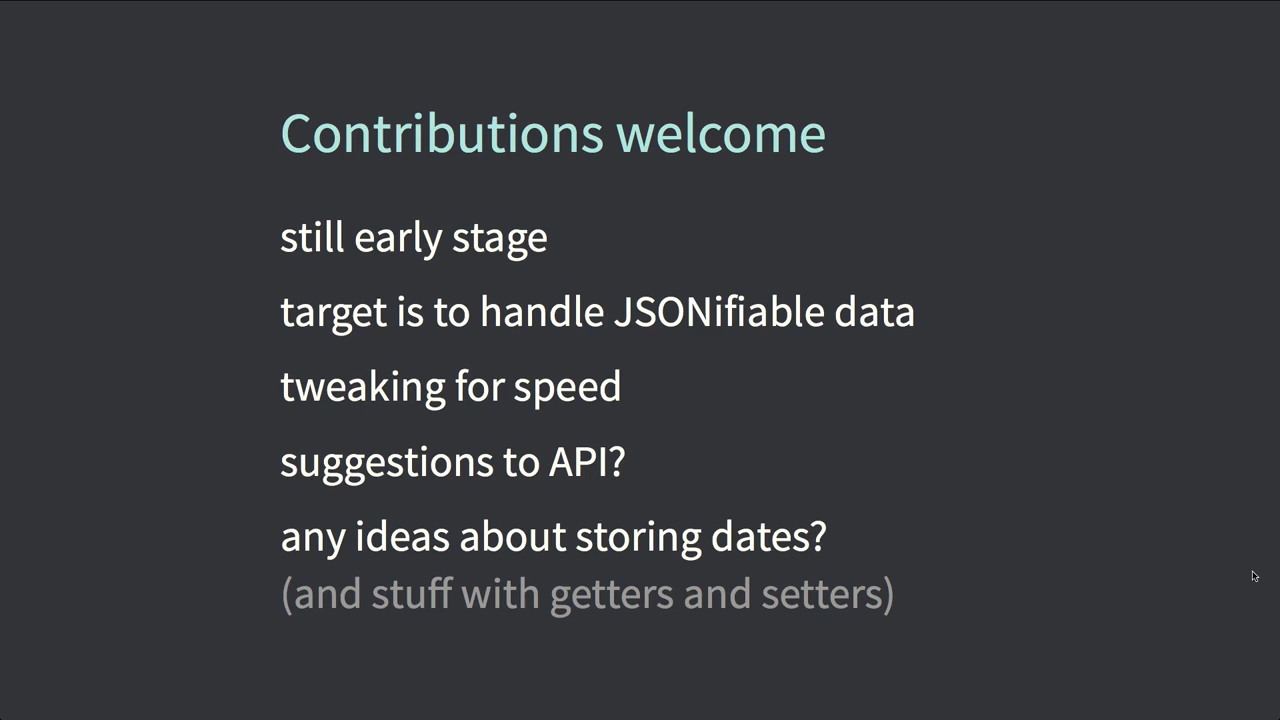 Contributions welcome
still early stage
target is to handle JSONifiable data
tweaking for speed
suggestions to API?
any ideas about storing dates?
(and stuff with getters and setters)